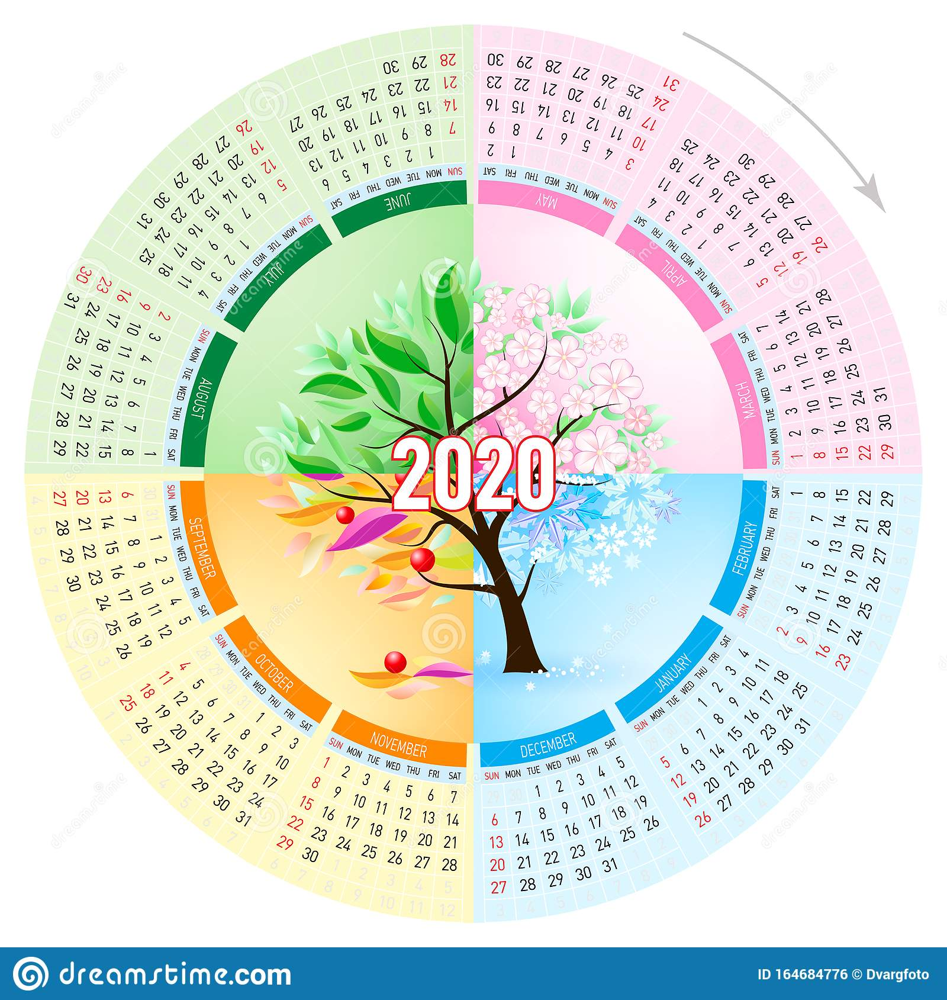 2020
JANUARY
SUN MON TUE WED THU FRI SAT
1 2 3 4
5 6 7 8 9 10 11
12 13 14 15 16 17 18
19 20 21 22 23 24 25
26 27 28 29 30 31
FEBRUARY
SUN MON TUE WED THU FRI SAT
1
2 3 4 5 6 7 8
9 10 11 12 13 14 15
16 17 18 19 20 21 22
23 24 25 26 27 28 29
MARCH
SUN MON TUE WED THU FRI SAT
1 2 3 4 5 6 7
8 9 10 11 12 13 14
15 16 17 18 19 20 21
22 23 24 25 26 27 28
29 30 31
APRIL
SUN MON TUE WED THU FRI SAT
1 2 3 4
5 6 7 8 9 10 11
12 13 14 15 16 17 18
19 20 21 22 23 24 25
26 27 28 29 30
MAY
SUN MON TUE WED THU FRI SAT
1 2
3 4 5 6 7 8 9
10 11 12 13 14 15 16
17 18 19 20 21 22 23
24 25 26 27 28 29 30
31
JUNE
SUN MON TUE WED THU FRI SAT
1 2 3 4 5 6
7 8 9 10 11 12 13
14 15 16 17 18 19 20
21 22 23 24 25 26 27
28 29 30
JULY
SUN MON TUE WED THU FRI SAT
1 2 3 4
5 6 7 8 9 10 11
12 13 14 15 16 17 18
19 20 21 22 23 24 25
26 27 28 29 30 31
AUGUST
SUN MON TUE WED THU FRI SAT
1
2 3 4 5 6 7 8
9 10 11 12 13 14 15
16 17 18 19 20 21 22
23 24 25 26 27 28 29
30 31
SEPTEMBER
SUN MON TUE WED THU FRI SAT
30 31 1 2 3 4 5
6 7 8 9 10 11 12
13 14 15 16 17 18 19
20 21 22 23 24 25 26
27 28 29 30
OCTOBER
SUN MON TUE WED THU FRI SAT
28 29 30 31 1 2 3
4 5 6 7 8 9 10
11 12 13 14 15 16 17
18 19 20 21 22 23 24
25 26 27 28 29 30 31
NOVEMBER
SUN MON TUE WED THU FRI SAT
1 2 3 4 5 6 7
8 9 10 11 12 13 14
15 16 17 18 19 20 21
22 23 24 25 26 27 28
29 30 1 2 3 4 5
6 7 8 9 10 11 12
DECEMBER
SUN MON TUE WED THU FRI SAT
29 30 1 2 3 4 5
6 7 8 9 10 11 12
13 14 15 16 17 18 19
20 21 22 23 24 25 26
27 28 29 30 31
dreamstime.com
ID 164684776 © Dvargfoto